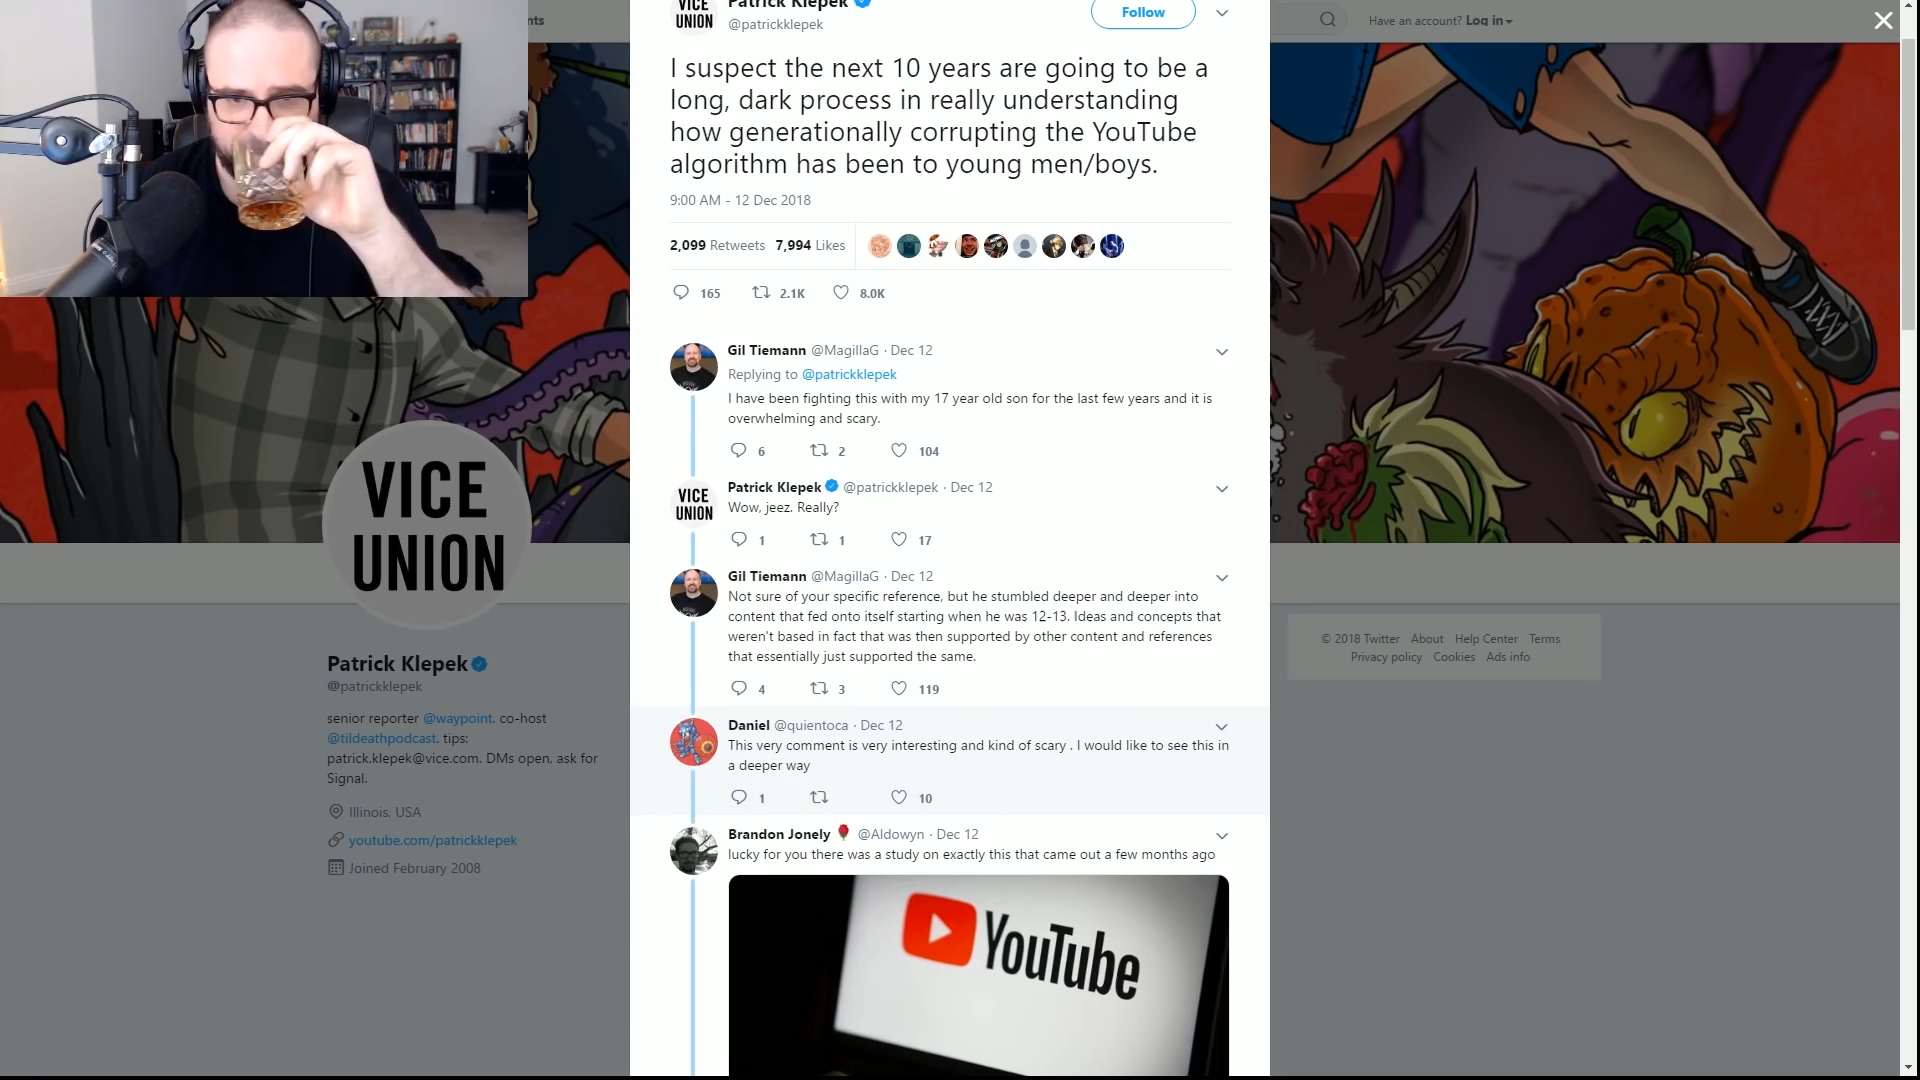 nts
Have an account? Log in
VICE
UNION
Patrick Klepek
@patrickklepek
Follow
I suspect the next 10 years are going to be a
long, dark process in really understanding
how generationally corrupting the YouTube
algorithm has been to young men/boys.
9:00 AM - 12 Dec 2018
2,099 Retweets 7,994 Likes
165 2.1K 8.0K
Gil Tiemann @MagillaG · Dec 12
Replying to @patrickklepek
I have been fighting this with my 17 year old son for the last few years and it is
overwhelming and scary.
6 2 104
VICE
UNION
Patrick Klepek @patrickklepek · Dec 12
Wow, jeez. Really?
1 1 17
Gil Tiemann @MagillaG · Dec 12
Not sure of your specific reference, but he stumbled deeper and deeper into
content that fed onto itself starting when he was 12-13. Ideas and concepts that
weren't based in fact that was then supported by other content and references
that essentially just supported the same.
4 3 119
Daniel @quientoca · Dec 12
This very comment is very interesting and kind of scary . I would like to see this in
a deeper way
1 10
Brandon Jonely @Aldowyn · Dec 12
lucky for you there was a study on exactly this that came out a few months ago
YouTube
VICE
UNION
Patrick Klepek
@patrickklepek
senior reporter @waypoint. co-host
@tildeathpodcast. tips:
patrick.klepek@vice.com. DMs open, ask for
Signal.
Illinois, USA
youtube.com/patrickklepek
Joined February 2008
© 2018 Twitter About Help Center Terms
Privacy policy Cookies Ads info